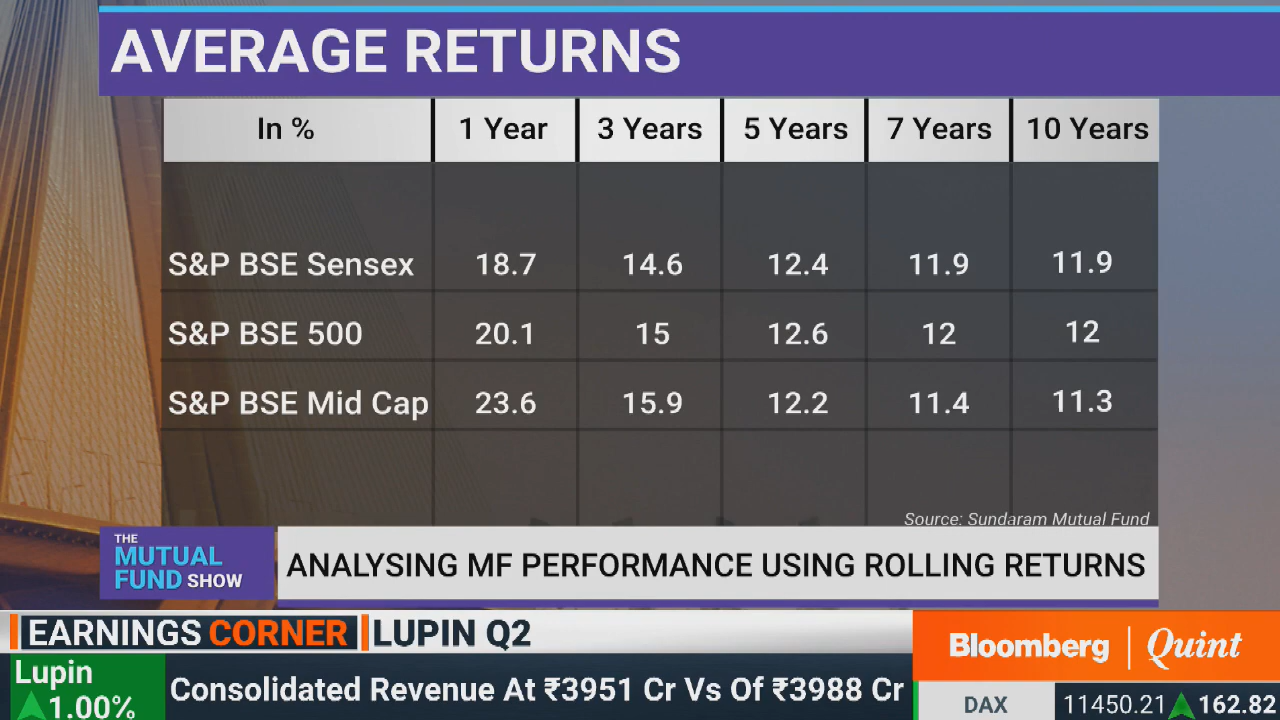 AVERAGE RETURNS
In % 1 Year 3 Years 5 Years 7 Years 10 Years
S&P BSE Sensex 18.7 14.6 12.4 11.9 11.9
S&P BSE 500 20.1 15 12.6 12 12
S&P BSE Mid Cap 23.6 15.9 12.2 11.4 11.3
Source: Sundaram Mutual Fund
THE
MUTUAL
FUND SHOW
ANALYSING MF PERFORMANCE USING ROLLING RETURNS
EARNINGS CORNER LUPIN Q2
Bloomberg | Quint
Lupin
▲1.00%
Consolidated Revenue At ₹3951 Cr Vs Of ₹3988 Cr
DAX 11450.21 ▲ 162.82